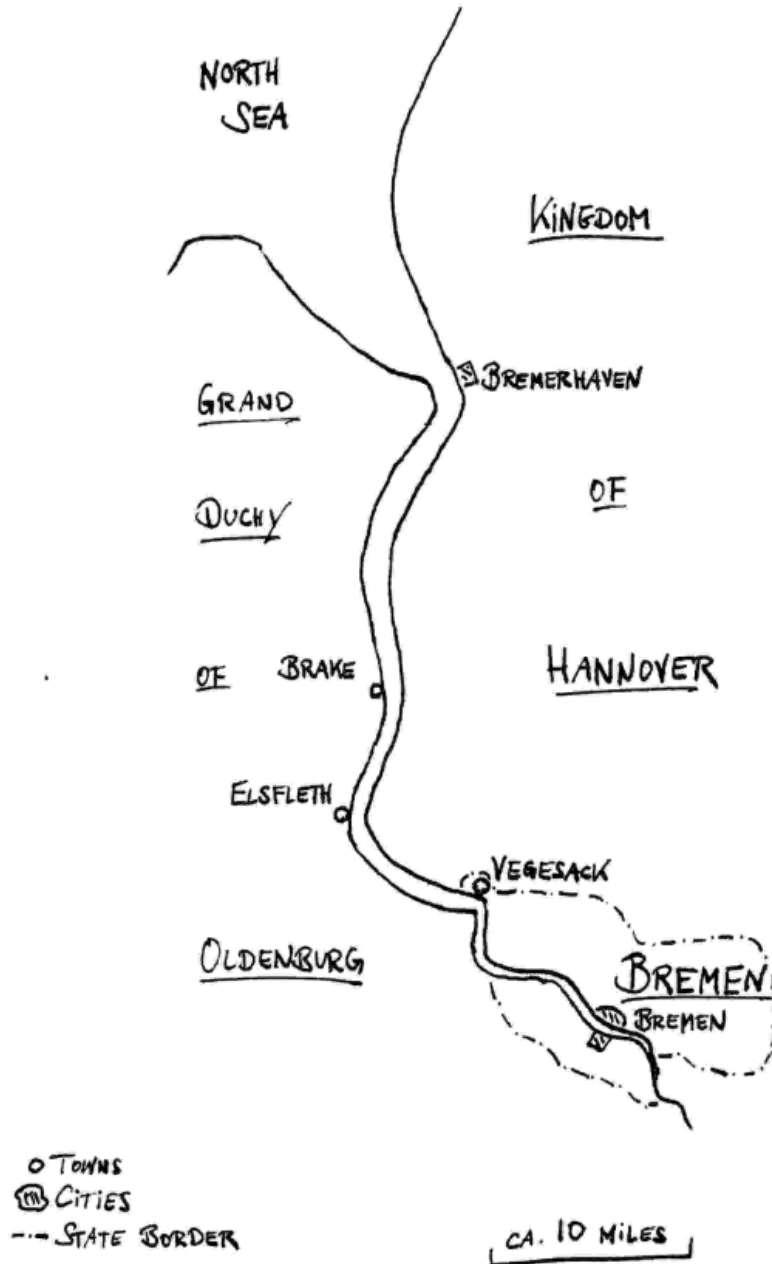 NORTH
SEA
KINGDOM
BREMERHAVEN
GRAND
OF
DUCHY
BRAKE
OF
HANNOVER
ELSFLETH
VEGESACK
OLDENBURG
BREMEN
BREMEN
TOWNS
CITIES
STATE BORDER
CA. 10 MILES